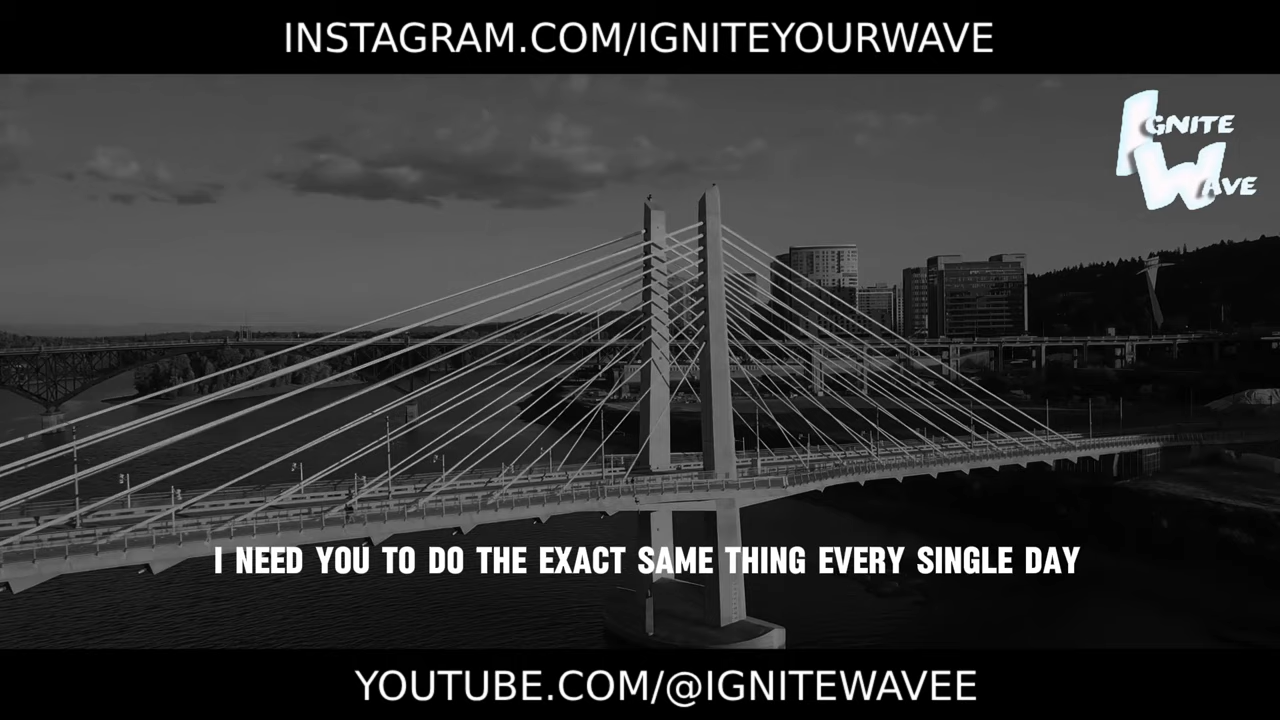 INSTAGRAM.COM/IGNITEYOURWAVE
IGNITE
WAVE
I NEED YOU TO DO THE EXACT SAME THING EVERY SINGLE DAY
YOUTUBE.COM/@IGNITEWAVEE